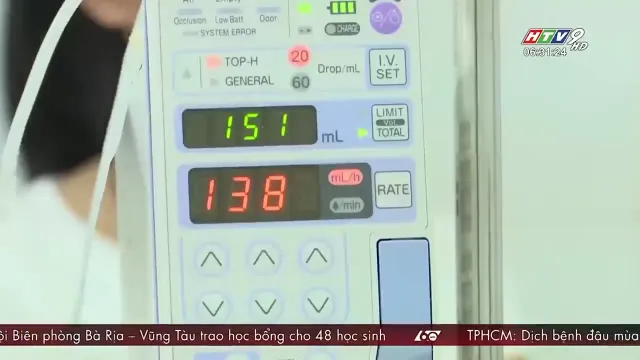 Occlusion Low Batt Door
SYSTEM ERROR
CHARGE
HTV9 HD
06:31:24
TOP-H 20
GENERAL 60
Drop/mL
I.V. SET
151 mL
LIMIT
Vol.
TOTAL
138 mL/h
/min
RATE
Biên phòng Bà Rịa – Vũng Tàu trao học bổng cho 48 học sinh
60
TPHCM: Dịch bệnh đậu mùa